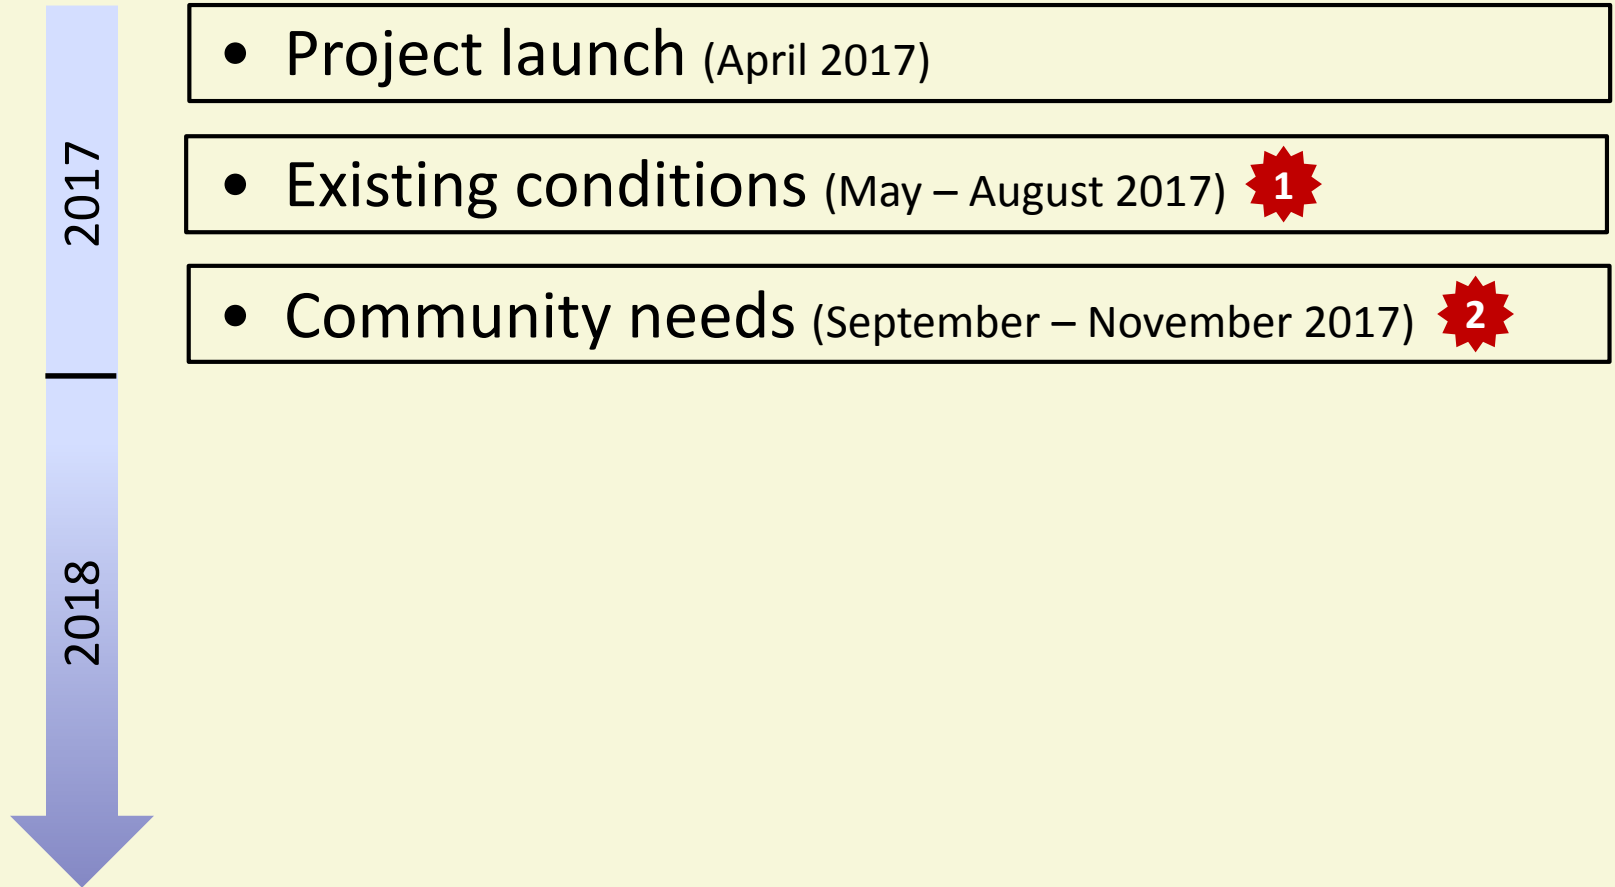 • Project launch (April 2017)
2017
• Existing conditions (May – August 2017) 1
• Community needs (September – November 2017) 2
2018